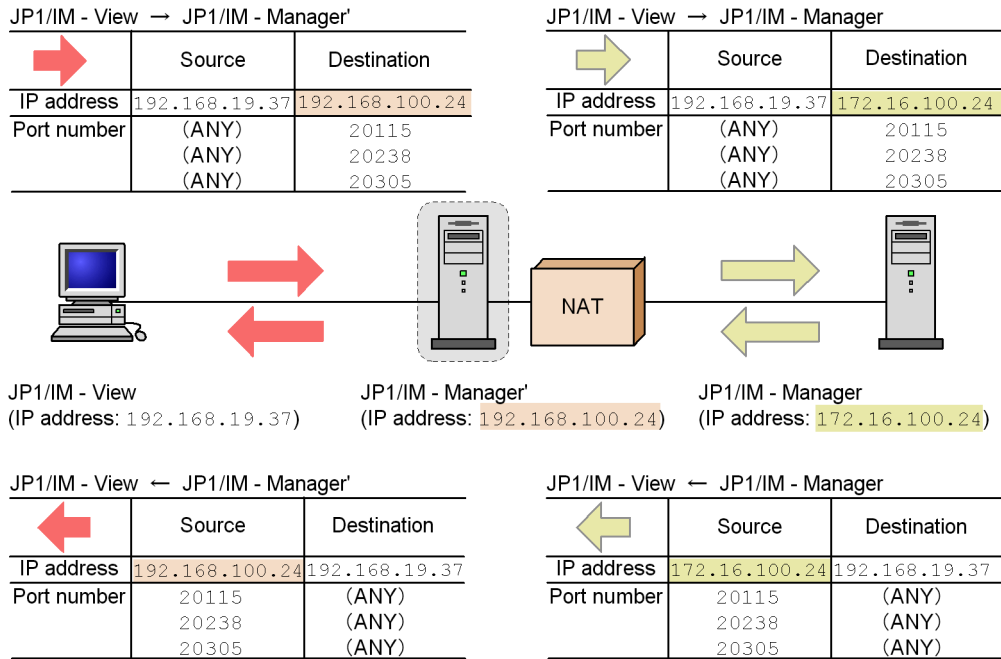 JP1/IM - View → JP1/IM - Manager'
Source Destination
IP address 192.168.19.37 192.168.100.24
Port number (ANY) 20115
(ANY) 20238
(ANY) 20305
JP1/IM - View → JP1/IM - Manager
Source Destination
IP address 192.168.19.37 172.16.100.24
Port number (ANY) 20115
(ANY) 20238
(ANY) 20305
NAT
JP1/IM - View
(IP address: 192.168.19.37)
JP1/IM - Manager'
(IP address: 192.168.100.24)
JP1/IM - Manager
(IP address: 172.16.100.24)
JP1/IM - View ← JP1/IM - Manager'
Source Destination
IP address 192.168.100.24 192.168.19.37
Port number 20115 (ANY)
20238 (ANY)
20305 (ANY)
JP1/IM - View ← JP1/IM - Manager
Source Destination
IP address 172.16.100.24 192.168.19.37
Port number 20115 (ANY)
20238 (ANY)
20305 (ANY)